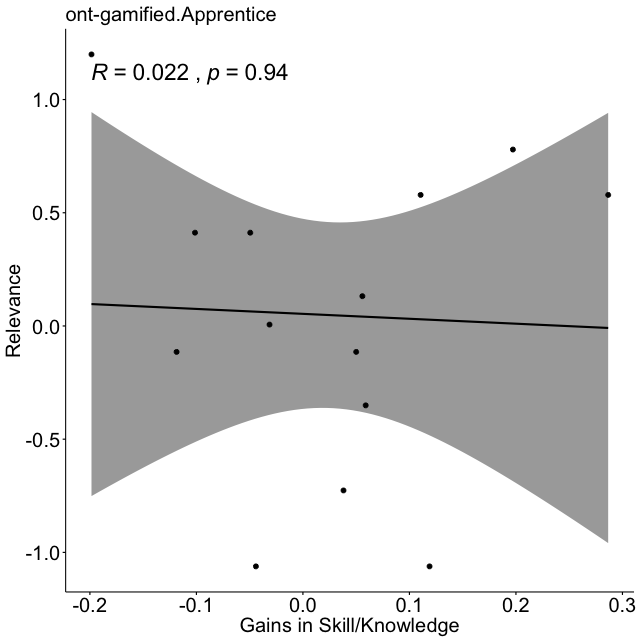 ont-gamified.Apprentice
R = 0.022 , p = 0.94
1.0
0.5
0.0
-0.5
-1.0
Relevance
-0.2 -0.1 0.0 0.1 0.2 0.3
Gains in Skill/Knowledge